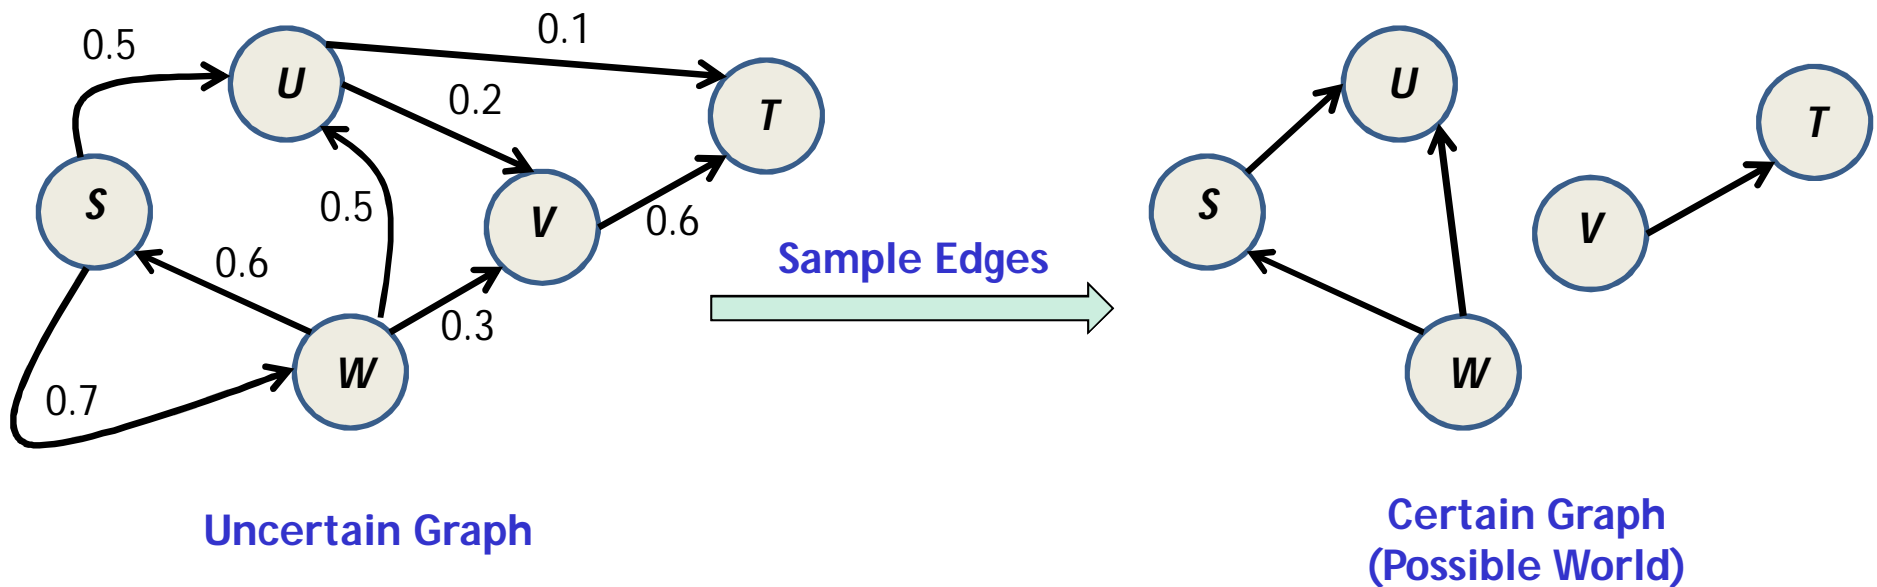 0.5
0.1
U
0.2
T
S
0.5
V
0.6
0.6
0.3
0.7
W
Uncertain Graph
Sample Edges
U
T
S
V
W
Certain Graph
(Possible World)